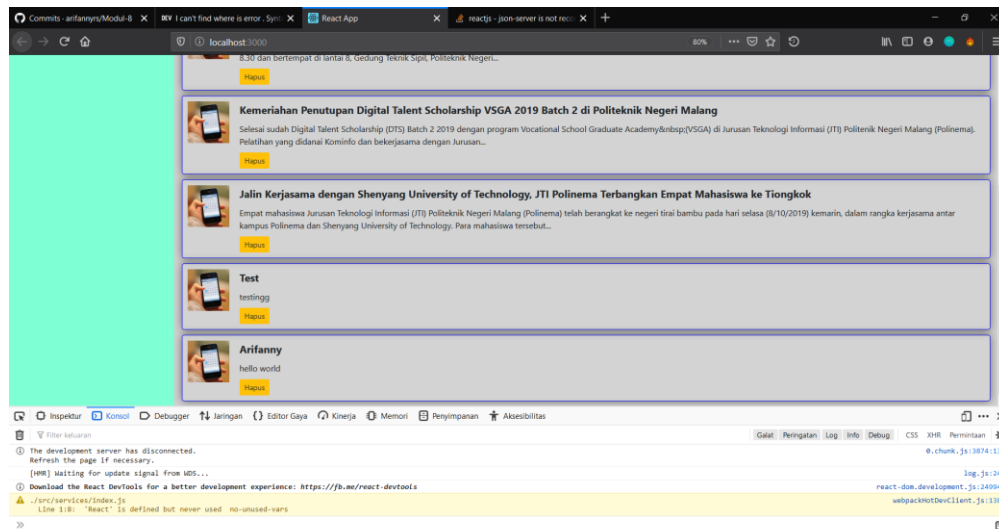 Commits · arifannyrs/Modul-8
DEV I can't find where is error . Synt
React App
reactjs - json-server is not reco
localhost:3000
80%
8.30 dan bertempat di lantai 8, Gedung Teknik Sipil, Politeknik Negeri...
Hapus
Kemeriahan Penutupan Digital Talent Scholarship VSGA 2019 Batch 2 di Politeknik Negeri Malang
Selesai sudah Digital Talent Scholarship (DTS) Batch 2 2019 dengan program Vocational School Graduate Academy&nbsp;(VSGA) di Jurusan Teknologi Informasi (JTI) Politenik Negeri Malang (Polinema).
Pelatihan yang didanai Kominfo dan bekerjasama dengan Jurusan...
Hapus
Jalin Kerjasama dengan Shenyang University of Technology, JTI Polinema Terbangkan Empat Mahasiswa ke Tiongkok
Empat mahasiswa Jurusan Teknologi Informasi (JTI) Politeknik Negeri Malang (Polinema) telah berangkat ke negeri tirai bambu pada hari selasa (8/10/2019) kemarin, dalam rangka kerjasama antar
kampus Polinema dan Shenyang University of Technology. Para mahasiswa tersebut...
Hapus
Test
testingg
Hapus
Arifanny
hello world
Hapus
Inspektur Konsol Debugger Jaringan Editor Gaya Kinerja Memori Penyimpanan Aksesibilitas
Filter keluaran
Galat Peringatan Log Info Debug CSS XHR Permintaan
The development server has disconnected. 0.chunk.js:3874:1
Refresh the page if necessary.
[HMR] Waiting for update signal from WDS... log.js:24
Download the React DevTools for a better development experience: https://fb.me/react-devtools react-dom.development.js:24994
./src/services/index.js webpackHotDevClient.js:138
Line 1:8: 'React' is defined but never used no-unused-vars